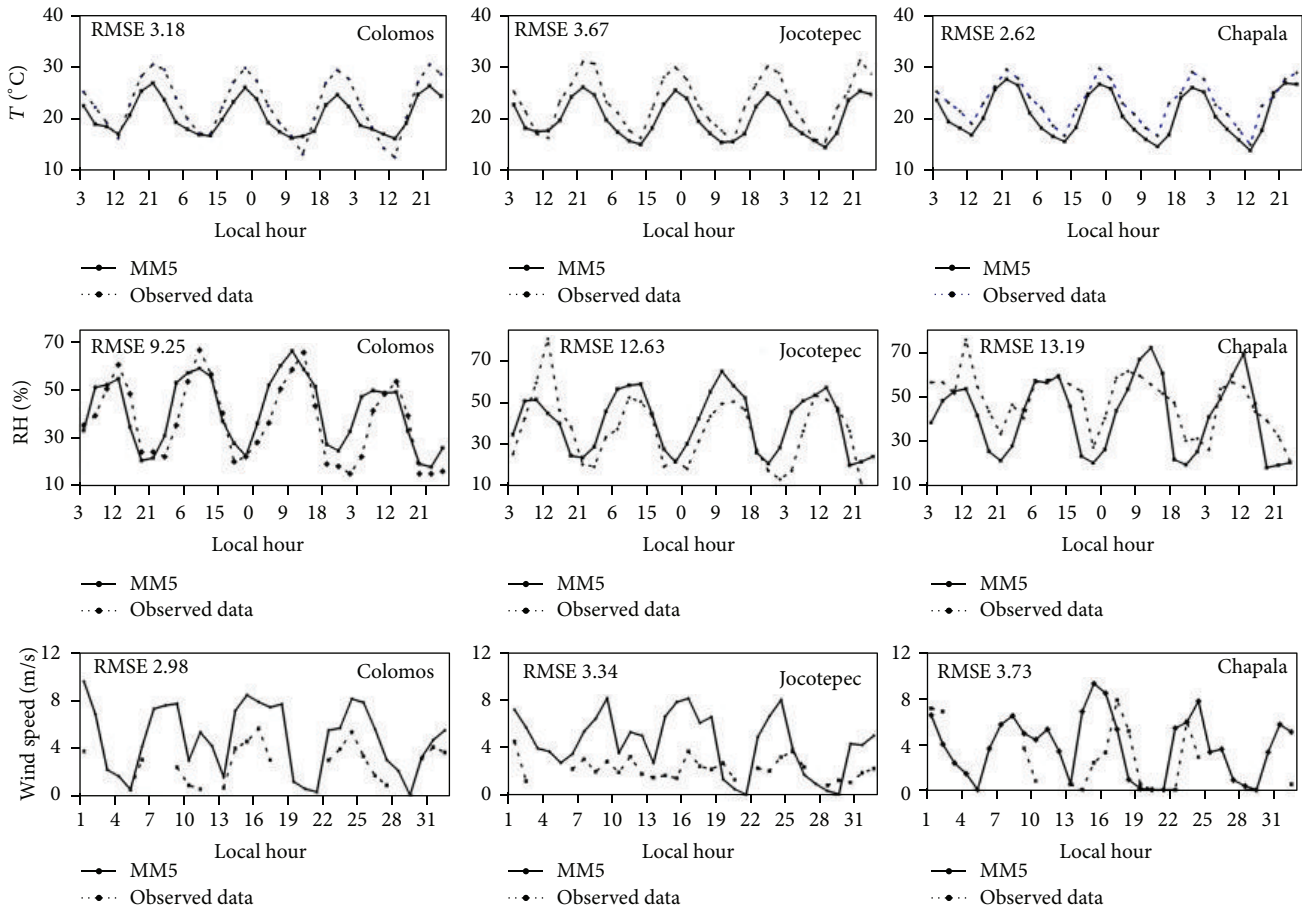 RMSE 3.18 Colomos
T (°C)
40
30
20
10
3 12 21 6 15 0 9 18 3 12 21
Local hour
MM5
Observed data
RMSE 3.67 Jocotepec
40
30
20
10
3 12 21 6 15 0 9 18 3 12 21
Local hour
MM5
Observed data
RMSE 2.62 Chapala
40
30
20
10
3 12 21 6 15 0 9 18 3 12 21
Local hour
MM5
Observed data
RMSE 9.25 Colomos
RH (%)
70
50
30
10
3 12 21 6 15 0 9 18 3 12 21
Local hour
MM5
Observed data
RMSE 12.63 Jocotepec
70
50
30
10
3 12 21 6 15 0 9 18 3 12 21
Local hour
MM5
Observed data
RMSE 13.19 Chapala
70
50
30
10
3 12 21 6 15 0 9 18 3 12 21
Local hour
MM5
Observed data
RMSE 2.98 Colomos
Wind speed (m/s)
12
8
4
0
1 4 7 10 13 16 19 22 25 28 31
Local hour
MM5
Observed data
RMSE 3.34 Jocotepec
12
8
4
0
1 4 7 10 13 16 19 22 25 28 31
Local hour
MM5
Observed data
RMSE 3.73 Chapala
12
8
4
0
1 4 7 10 13 16 19 22 25 28 31
Local hour
MM5
Observed data